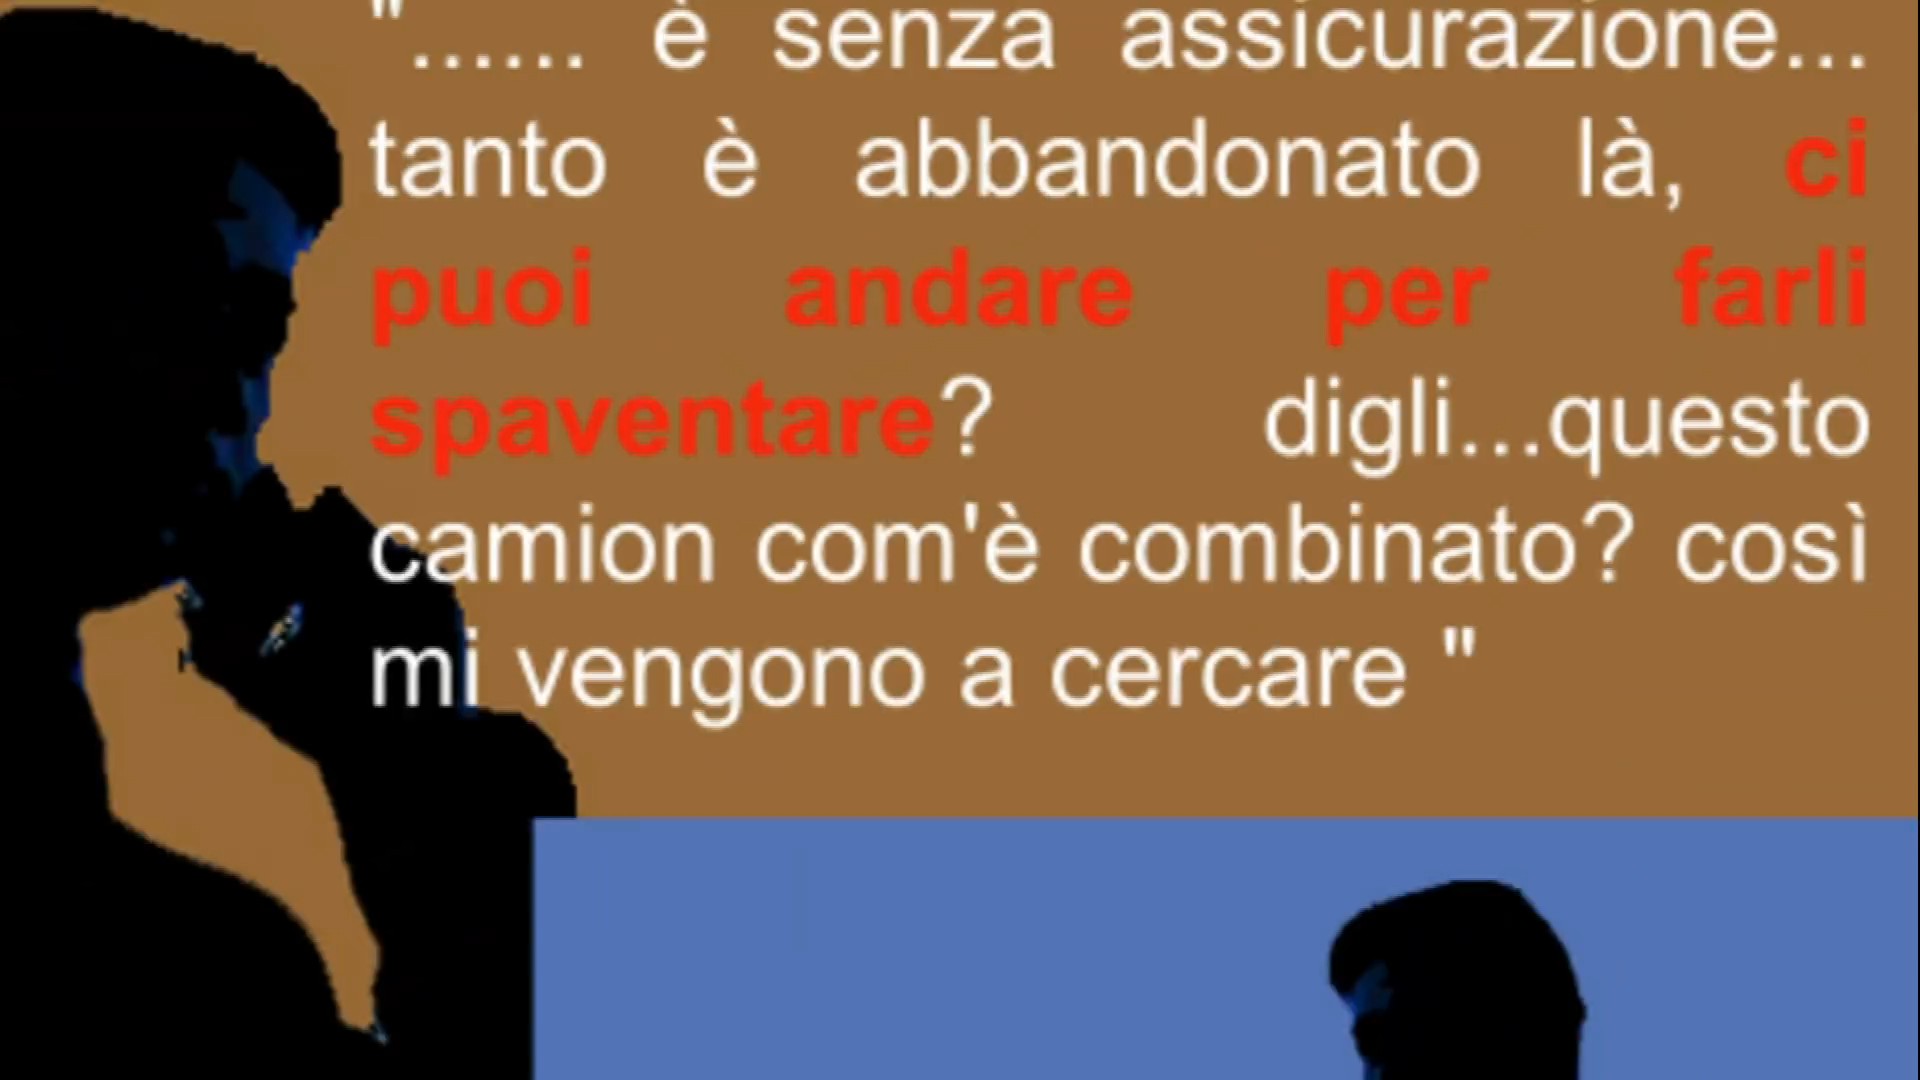 "...... è senza assicurazione...
tanto è abbandonato là, ci
puoi andare per farli
spaventare? digli...questo
camion com'è combinato? così
mi vengono a cercare "